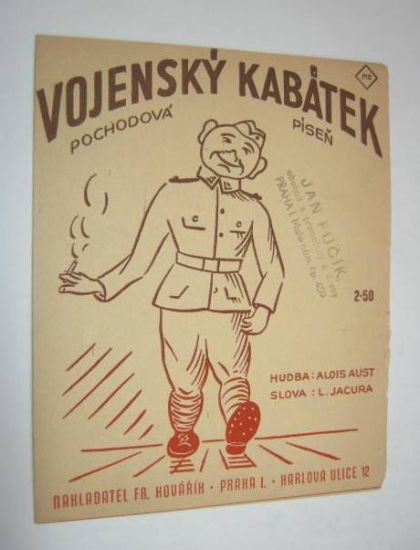 VOJENSKÝ KABÁTEK
POCHODOVÁ PÍSEŇ
JAN FUČÍK,
PRAHA I.
2·50
HUDBA : ALOIS AUST
SLOVA : L. JACURA
NAKLADATEL FR. KOVÁŘÍK · PRAHA I. · KARLOVA ULICE 12